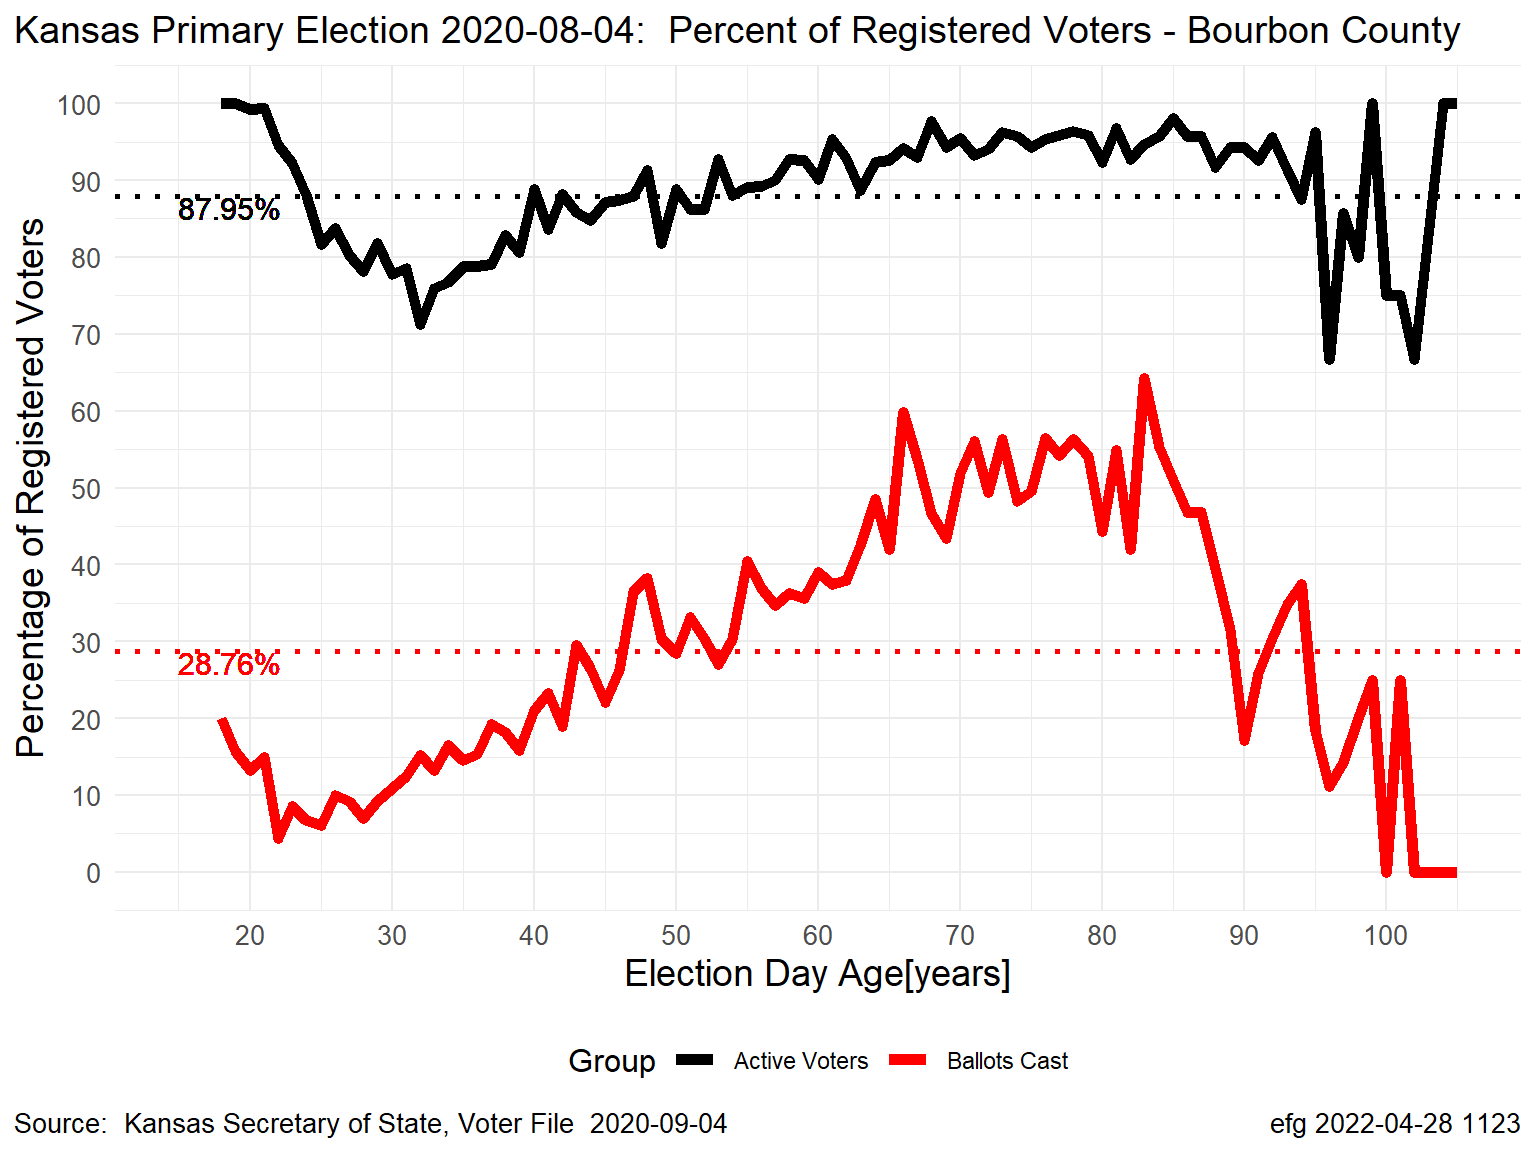 Kansas Primary Election 2020-08-04:  Percent of Registered Voters - Bourbon County
Percentage of Registered Voters
100
90
80
70
60
50
40
30
20
10
0
87.95%
28.76%
20 30 40 50 60 70 80 90 100
Election Day Age[years]
Group Active Voters Ballots Cast
Source:  Kansas Secretary of State, Voter File  2020-09-04
efg 2022-04-28 1123